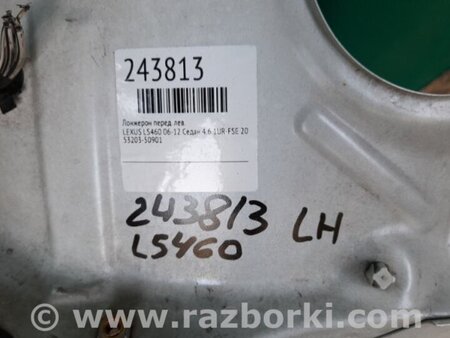 243813
Лонжерон перед. лев.
LEXUS LS460 06-12 Седан 4.6 1UR-FSE 20
53203-50901
243813 LH
LS460
www.razborki.com